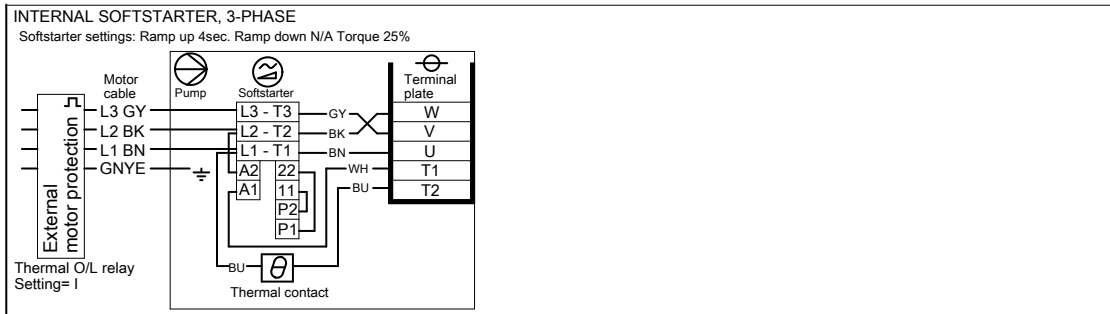 INTERNAL SOFTSTARTER, 3-PHASE
Softstarter settings: Ramp up 4sec. Ramp down N/A Torque 25%
Motor
cable
Pump
Softstarter
Terminal
plate
L3 GY
L3 - T3
GY
W
L2 BK
L2 - T2
BK
V
L1 BN
L1 - T1
BN
U
GNYE
A2
22
WH
T1
A1
11
BU
T2
P2
P1
External
motor protection
BU
θ
Thermal contact
Thermal O/L relay
Setting= I